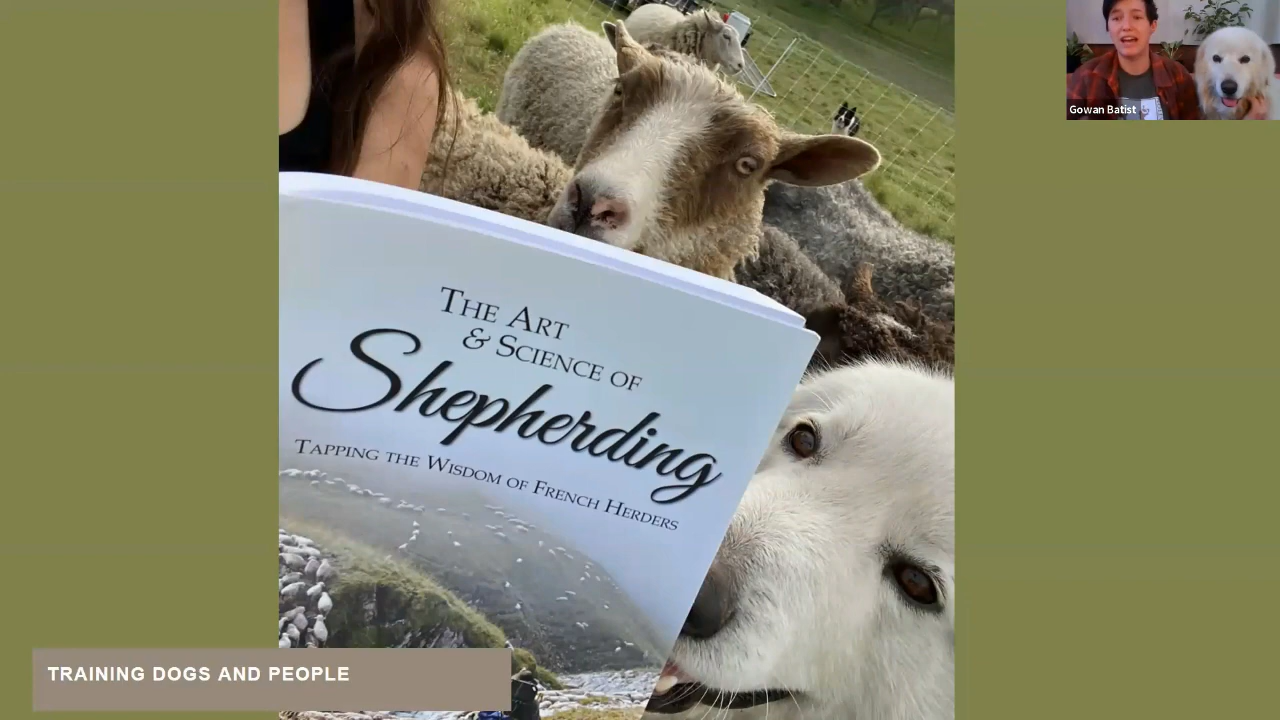 Gowan Batist
THE ART
& SCIENCE OF
Shepherding
TAPPING THE WISDOM OF FRENCH HERDERS
TRAINING DOGS AND PEOPLE